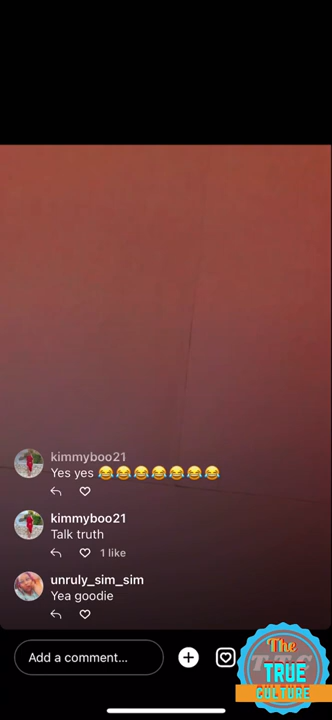 kimmyboo21
Yes yes 😂😂😂😂😂😂😂
kimmyboo21
Talk truth
1 like
unruly_sim_sim
Yea goodie
Add a comment...
The
TRUE
CULTURE